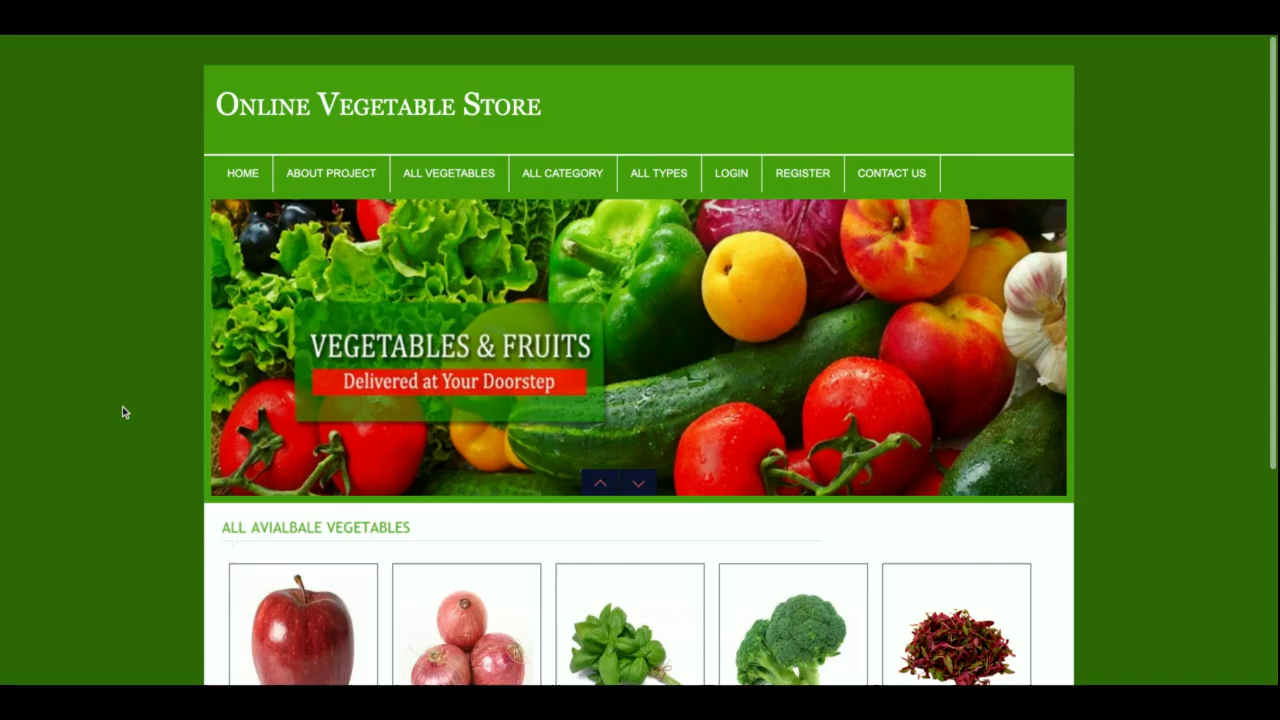 Online Vegetable Store
HOME ABOUT PROJECT ALL VEGETABLES ALL CATEGORY ALL TYPES LOGIN REGISTER CONTACT US
VEGETABLES & FRUITS
Delivered at Your Doorstep
ALL AVIALBALE VEGETABLES